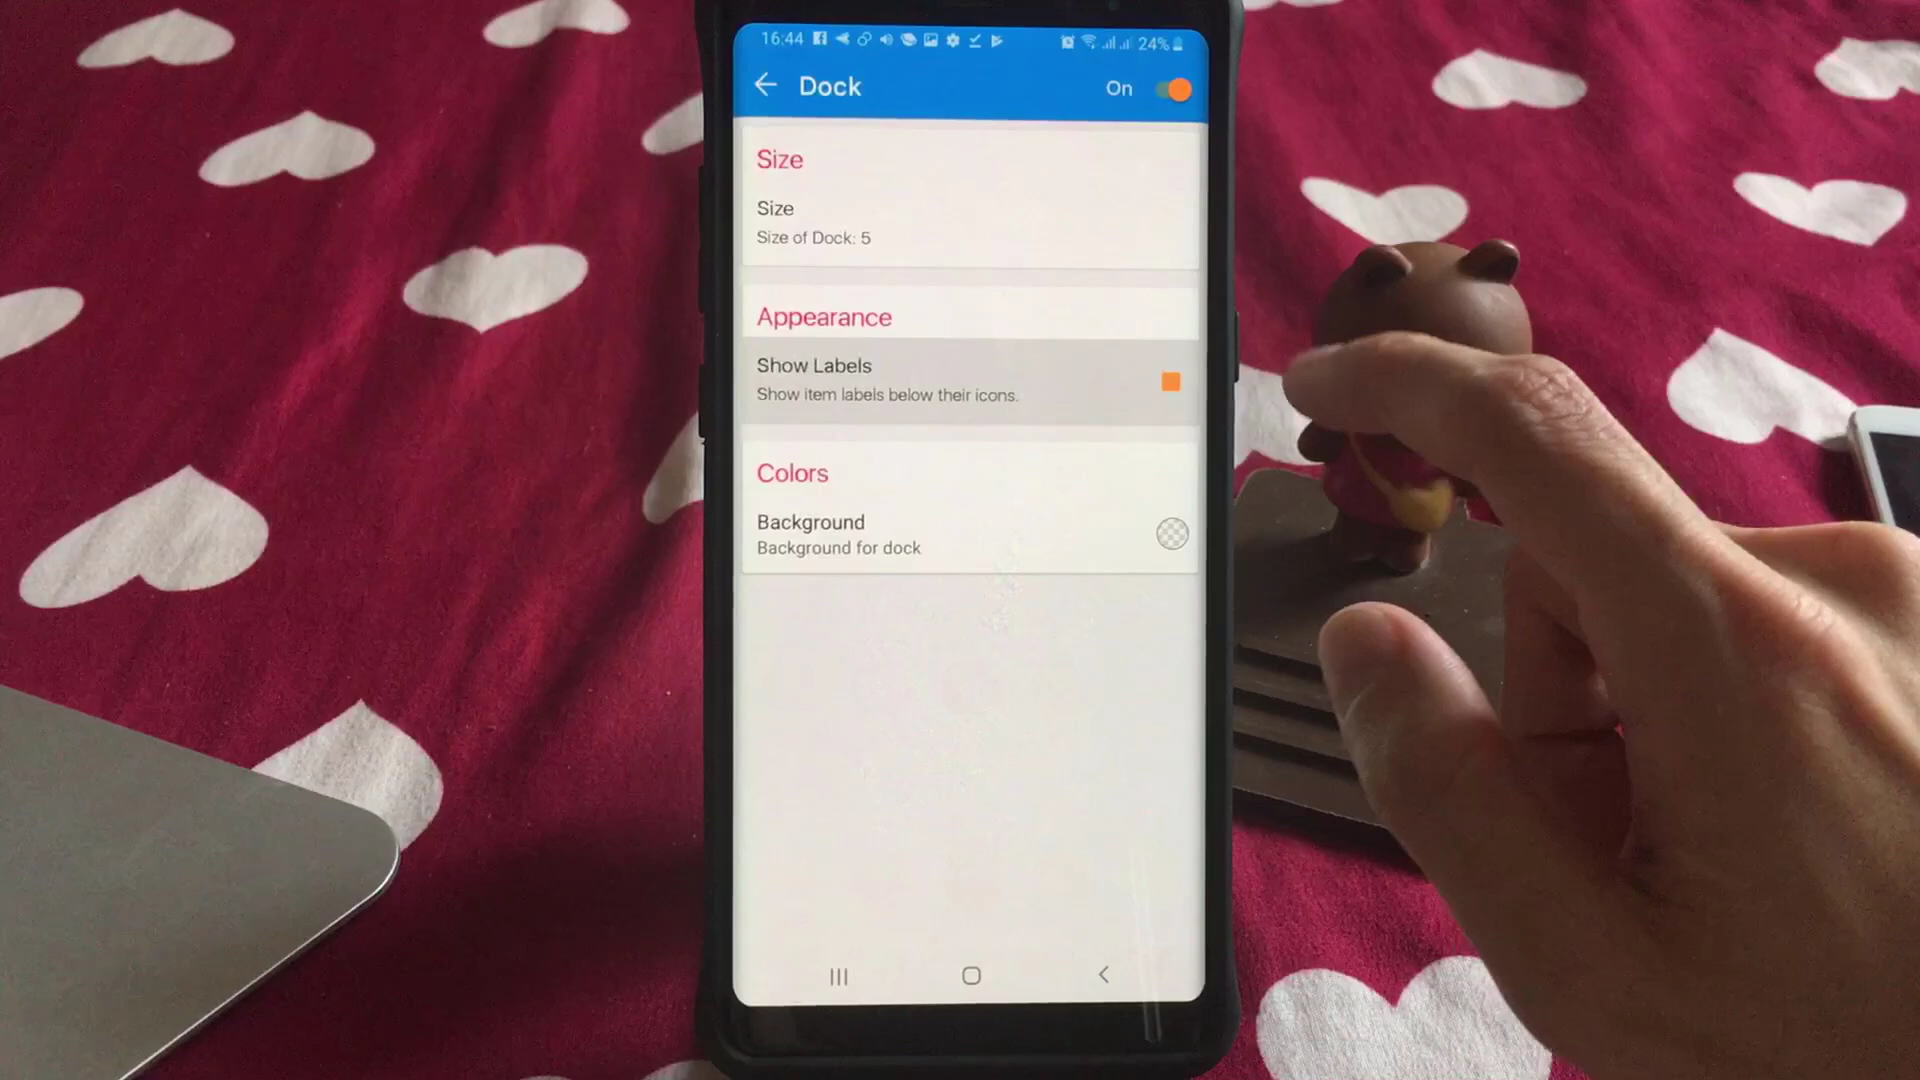 16:44 24%
Dock On
Size
Size
Size of Dock: 5
Appearance
Show Labels
Show item labels below their icons.
Colors
Background
Background for dock